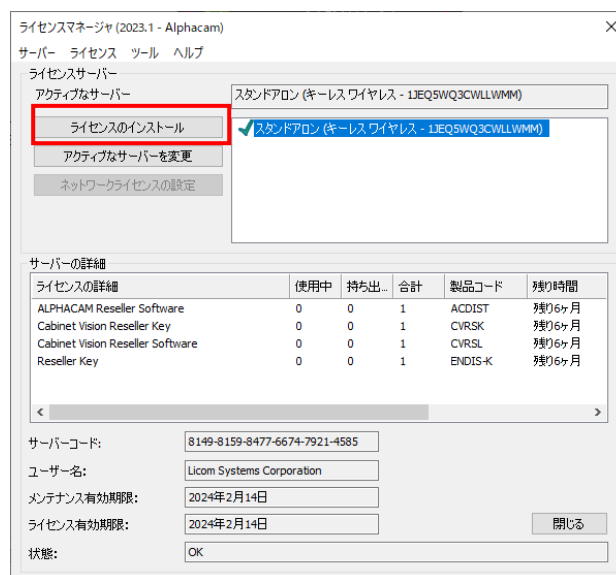 ライセンスマネージャ (2023.1 - Alphacam)
サーバー ライセンス ツール ヘルプ
ライセンスサーバー
アクティブなサーバー スタンドアロン (キーレス ワイヤレス - 1JEQ5WQ3CWLLWMM)
ライセンスのインストール スタンドアロン (キーレス ワイヤレス - 1JEQ5WQ3CWLLWMM)
アクティブなサーバーを変更
ネットワークライセンスの設定
サーバーの詳細
ライセンスの詳細 使用中 持ち出... 合計 製品コード 残り時間
ALPHACAM Reseller Software 0 0 1 ACDIST 残り6ヶ月
Cabinet Vision Reseller Key 0 0 1 CVRSK 残り6ヶ月
Cabinet Vision Reseller Software 0 0 1 CVRSL 残り6ヶ月
Reseller Key 0 0 1 ENDIS-K 残り6ヶ月
サーバーコード: 8149-8159-8477-6674-7921-4585
ユーザー名: Licom Systems Corporation
メンテナンス有効期限: 2024年2月14日
ライセンス有効期限: 2024年2月14日 閉じる
状態: OK